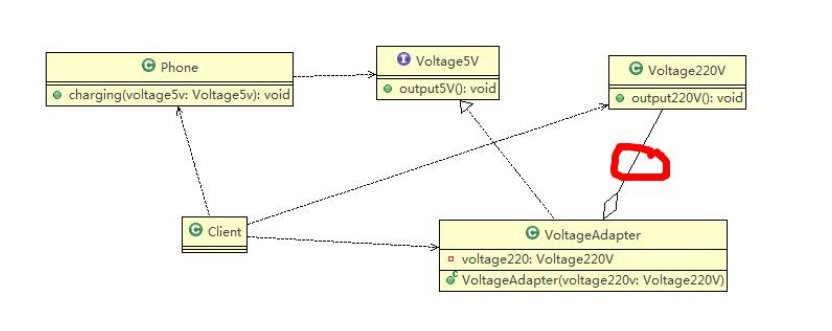 Phone
charging(voltage5v: Voltage5v): void
Voltage5V
output5V(): void
Voltage220V
output220V(): void
Client
VoltageAdapter
voltage220: Voltage220V
VoltageAdapter(voltage220v: Voltage220V)